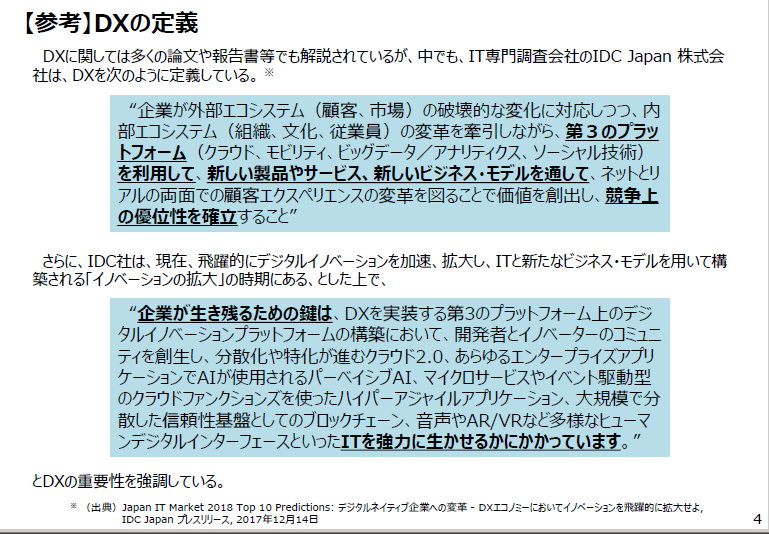 【参考】DXの定義
DXに関しては多くの論文や報告書等でも解説されているが、中でも、IT専門調査会社のIDC Japan 株式会
社は、DXを次のように定義している。※
“企業が外部エコシステム（顧客、市場）の破壊的な変化に対応しつつ、内
部エコシステム（組織、文化、従業員）の変革を牽引しながら、第３のプラッ
トフォーム（クラウド、モビリティ、ビッグデータ／アナリティクス、ソーシャル技術）
を利用して、新しい製品やサービス、新しいビジネス・モデルを通して、ネットとリ
アルの両面での顧客エクスペリエンスの変革を図ることで価値を創出し、競争上
の優位性を確立すること”
さらに、IDC社は、現在、飛躍的にデジタルイノベーションを加速、拡大し、ITと新たなビジネス・モデルを用いて構
築される「イノベーションの拡大」の時期にある、とした上で、
“企業が生き残るための鍵は、DXを実装する第3のプラットフォーム上のデジ
タルイノベーションプラットフォームの構築において、開発者とイノベーターのコミュニ
ティを創生し、分散化や特化が進むクラウド2.0、あらゆるエンタープライズアプリ
ケーションでAIが使用されるパーベイシブAI、マイクロサービスやイベント駆動型
のクラウドファンクションズを使ったハイパーアジャイルアプリケーション、大規模で分
散した信頼性基盤としてのブロックチェーン、音声やAR/VRなど多様なヒューマ
ンデジタルインターフェースといったITを強力に生かせるかにかかっています。”
とDXの重要性を強調している。
※ （出典）Japan IT Market 2018 Top 10 Predictions: デジタルネイティブ企業への変革 - DXエコノミーにおいてイノベーションを飛躍的に拡大せよ,
IDC Japan プレスリリース, 2017年12月14日
4